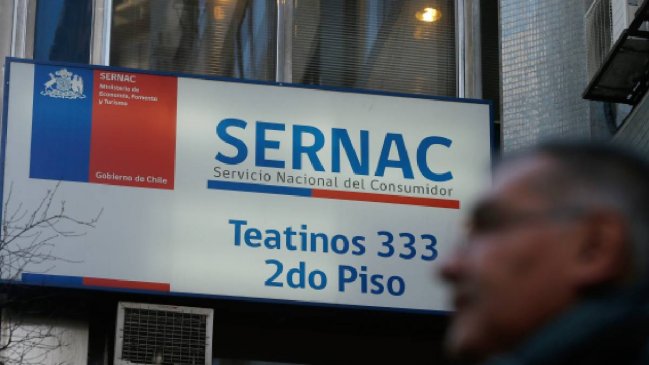 SERNAC
Ministerio de
Economía, Fomento
y Turismo
Gobierno de Chile
SERNAC
Servicio Nacional del Consumidor
Teatinos 333
2do Piso